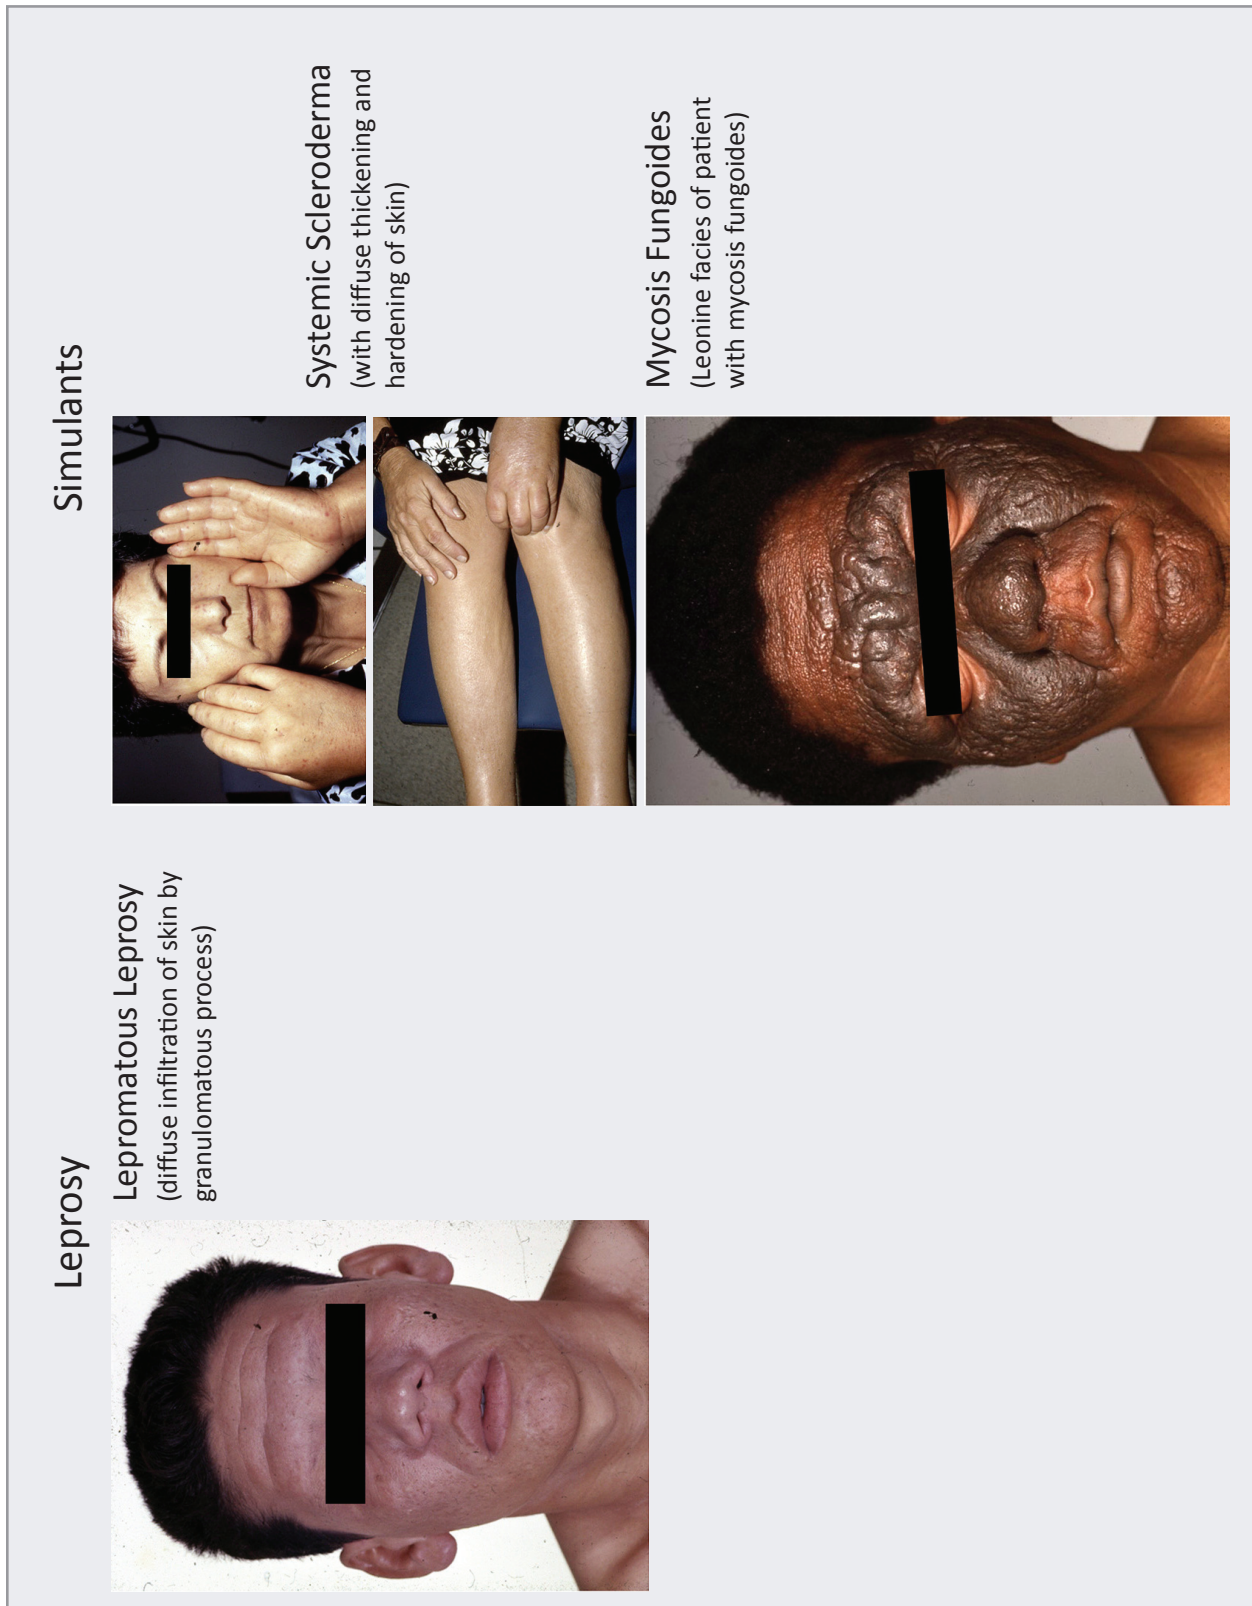 Leprosy
Simulants
Lepromatous Leprosy
(diffuse infiltration of skin by
granulomatous process)
Systemic Scleroderma
(with diffuse thickening and
hardening of skin)
Mycosis Fungoides
(Leonine facies of patient
with mycosis fungoides)